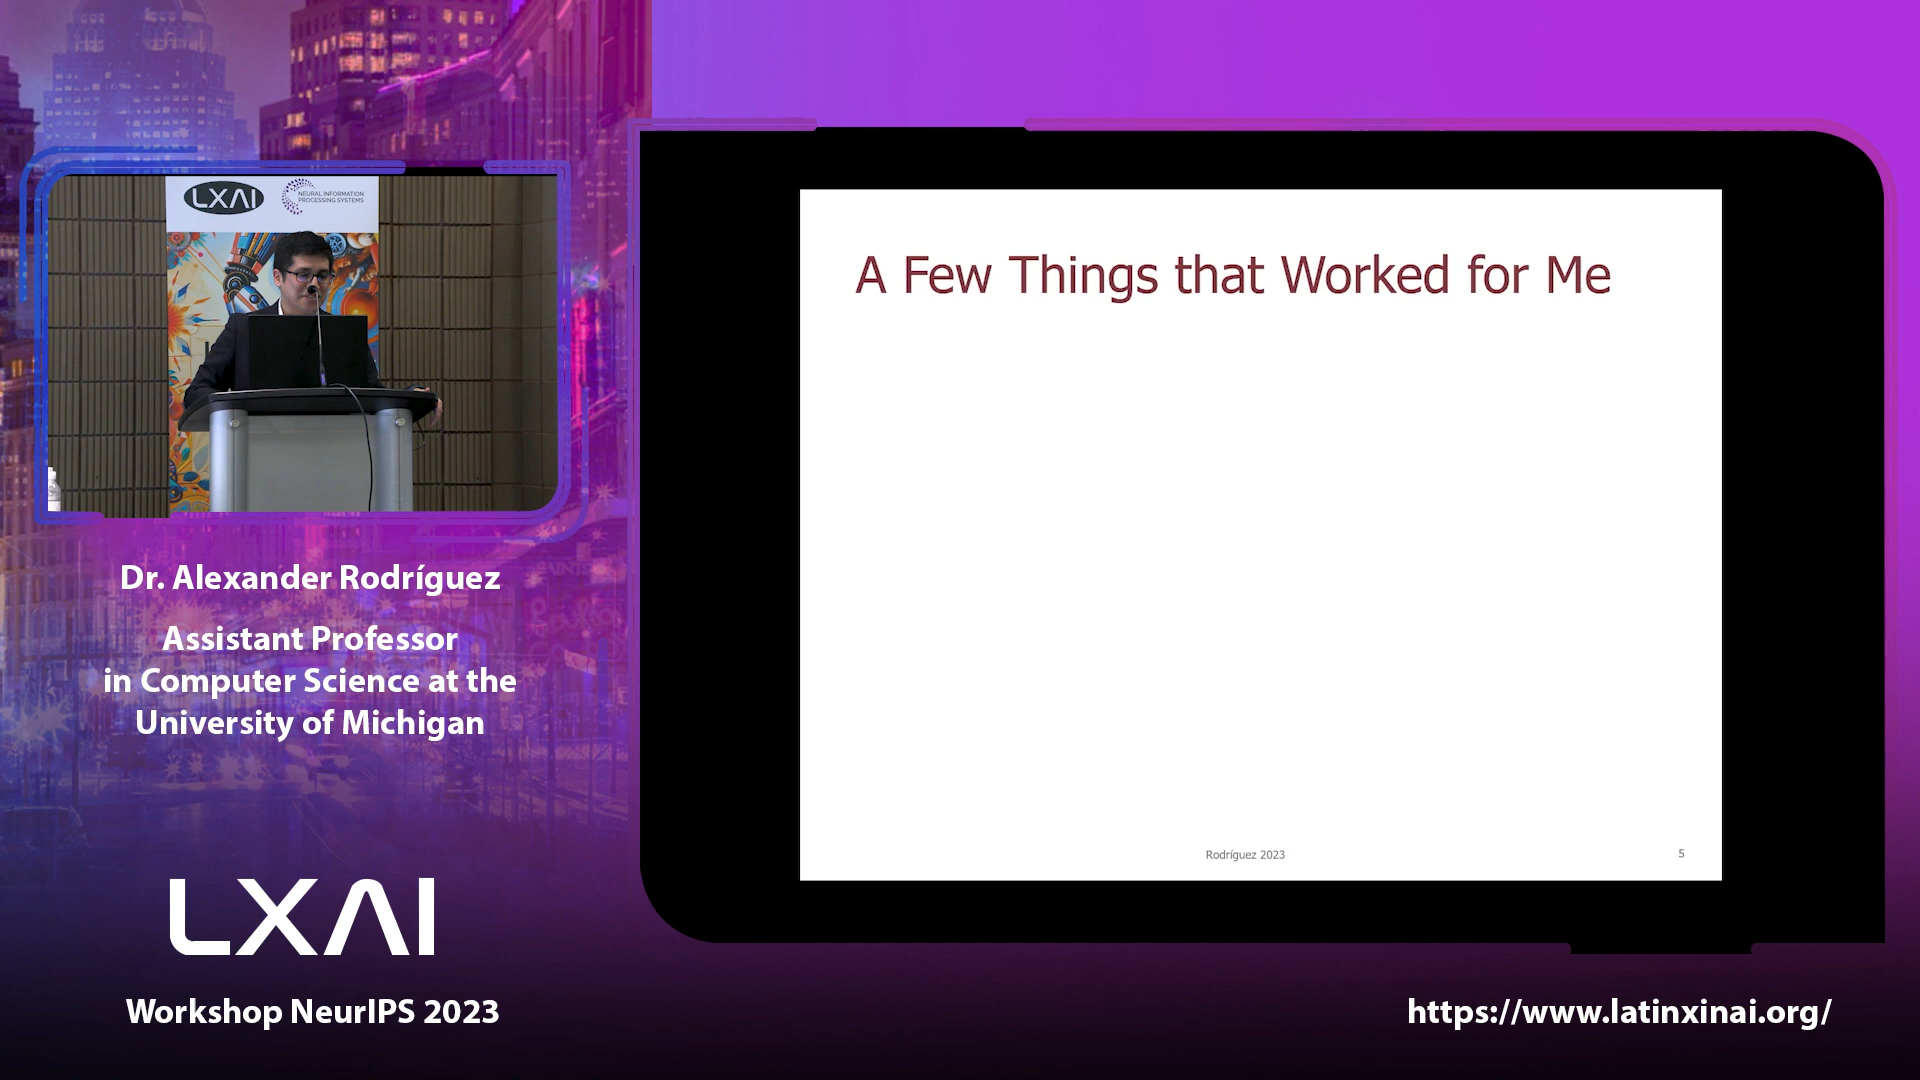 LXAI
NEURAL INFORMATION
PROCESSING SYSTEMS
Dr. Alexander Rodríguez
Assistant Professor
in Computer Science at the
University of Michigan
LXAI
Workshop NeurIPS 2023
A Few Things that Worked for Me
Rodríguez 2023
5
https://www.latinxinai.org/